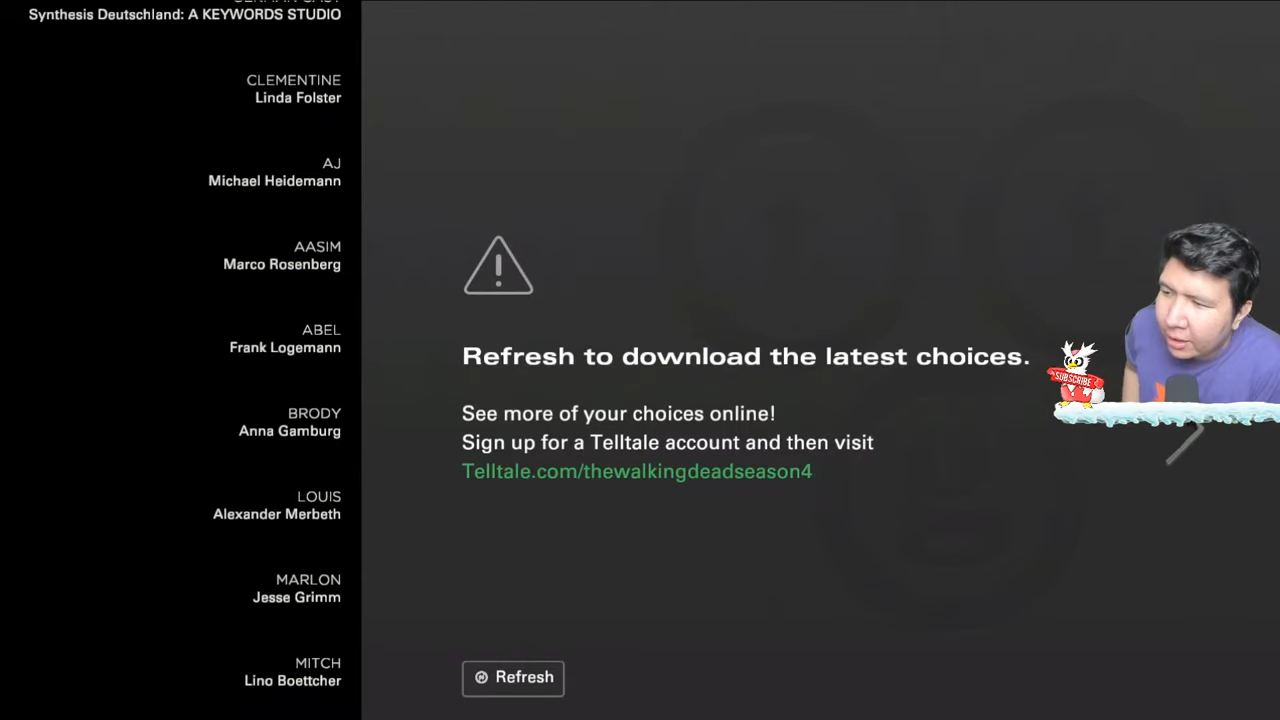 Synthesis Deutschland: A KEYWORDS STUDIO
CLEMENTINE
Linda Folster
AJ
Michael Heidemann
AASIM
Marco Rosenberg
ABEL
Frank Logemann
BRODY
Anna Gamburg
LOUIS
Alexander Merbeth
MARLON
Jesse Grimm
MITCH
Lino Boettcher
Refresh to download the latest choices.
See more of your choices online!
Sign up for a Telltale account and then visit
Telltale.com/thewalkingdeadseason4
Refresh
SUBSCRIBE